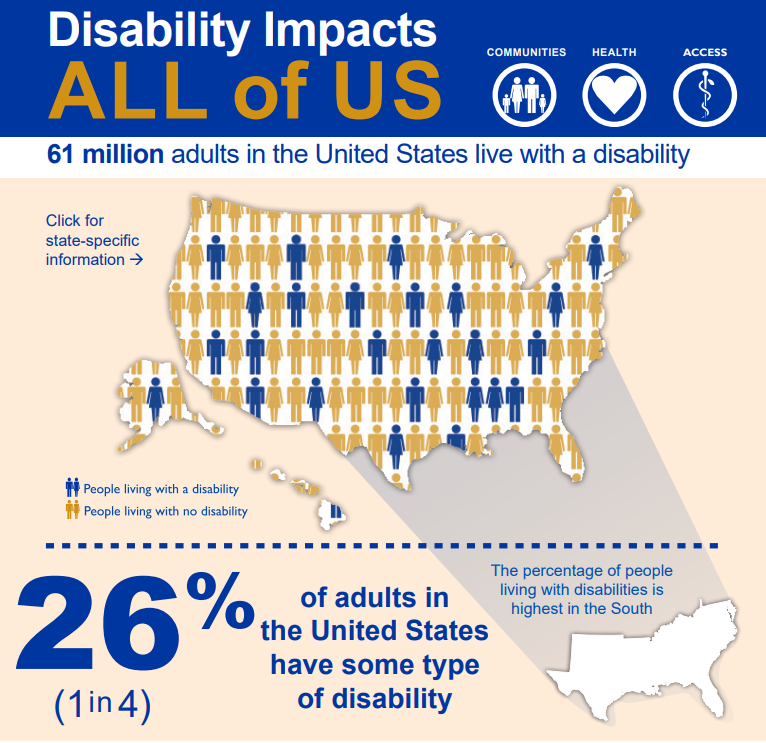 Disability Impacts
ALL of US
COMMUNITIES HEALTH ACCESS
61 million adults in the United States live with a disability
Click for
state-specific
information →
People living with a disability
People living with no disability
26%
(1 in 4)
of adults in
the United States
have some type
of disability
The percentage of people
living with disabilities is
highest in the South